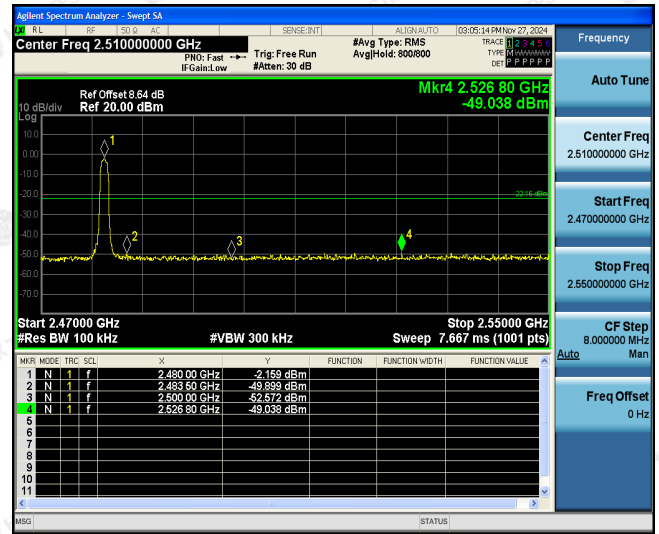 Agilent Spectrum Analyzer - Swept SA
LXI RL RF 50 Ω AC SENSE:INT ALIGN AUTO 03:05:14 PM Nov 27, 2024
Center Freq 2.510000000 GHz
PNO: Fast
IFGain:Low
Trig: Free Run
#Atten: 30 dB
#Avg Type: RMS
Avg|Hold: 800/800
TRACE 1 2 3 4 5 6
TYPE M W W W W W
DET P P P P P P
Ref Offset 8.64 dB
10 dB/div Ref 20.00 dBm
Log
Mkr4 2.526 80 GHz
-49.038 dBm
10.0
0.00
-10.0
-20.0
-30.0
-40.0
-50.0
-60.0
-70.0
-22.16 dBm
1
2
3
4
Start 2.47000 GHz Stop 2.55000 GHz
#Res BW 100 kHz #VBW 300 kHz Sweep 7.667 ms (1001 pts)
MKR MODE TRC SCL X Y FUNCTION FUNCTION WIDTH FUNCTION VALUE
1 N 1 f 2.480 00 GHz -2.159 dBm
2 N 1 f 2.483 50 GHz -49.899 dBm
3 N 1 f 2.500 00 GHz -52.572 dBm
4 N 1 f 2.526 80 GHz -49.038 dBm
5
6
7
8
9
10
11
MSG STATUS
Frequency
Auto Tune
Center Freq
2.510000000 GHz
Start Freq
2.470000000 GHz
Stop Freq
2.550000000 GHz
CF Step
8.000000 MHz
Auto Man
Freq Offset
0 Hz